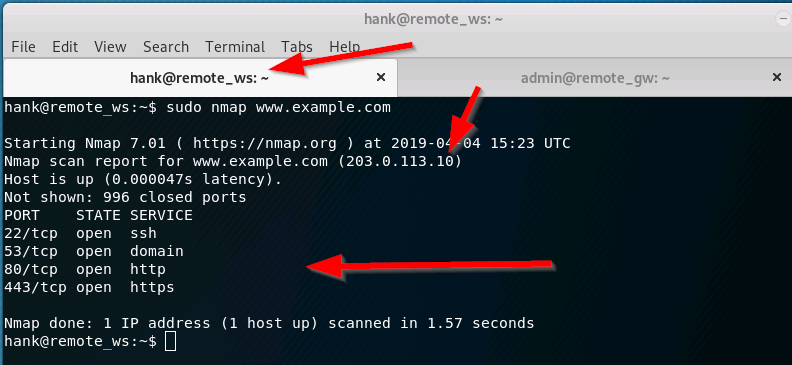 hank@remote_ws: ~
File Edit View Search Terminal Tabs Help
hank@remote_ws: ~ × admin@remote_gw: ~ ×
hank@remote_ws:~$ sudo nmap www.example.com
Starting Nmap 7.01 ( https://nmap.org ) at 2019-04-04 15:23 UTC
Nmap scan report for www.example.com (203.0.113.10)
Host is up (0.000047s latency).
Not shown: 996 closed ports
PORT    STATE SERVICE
22/tcp  open  ssh
53/tcp  open  domain
80/tcp  open  http
443/tcp open  https
Nmap done: 1 IP address (1 host up) scanned in 1.57 seconds
hank@remote_ws:~$